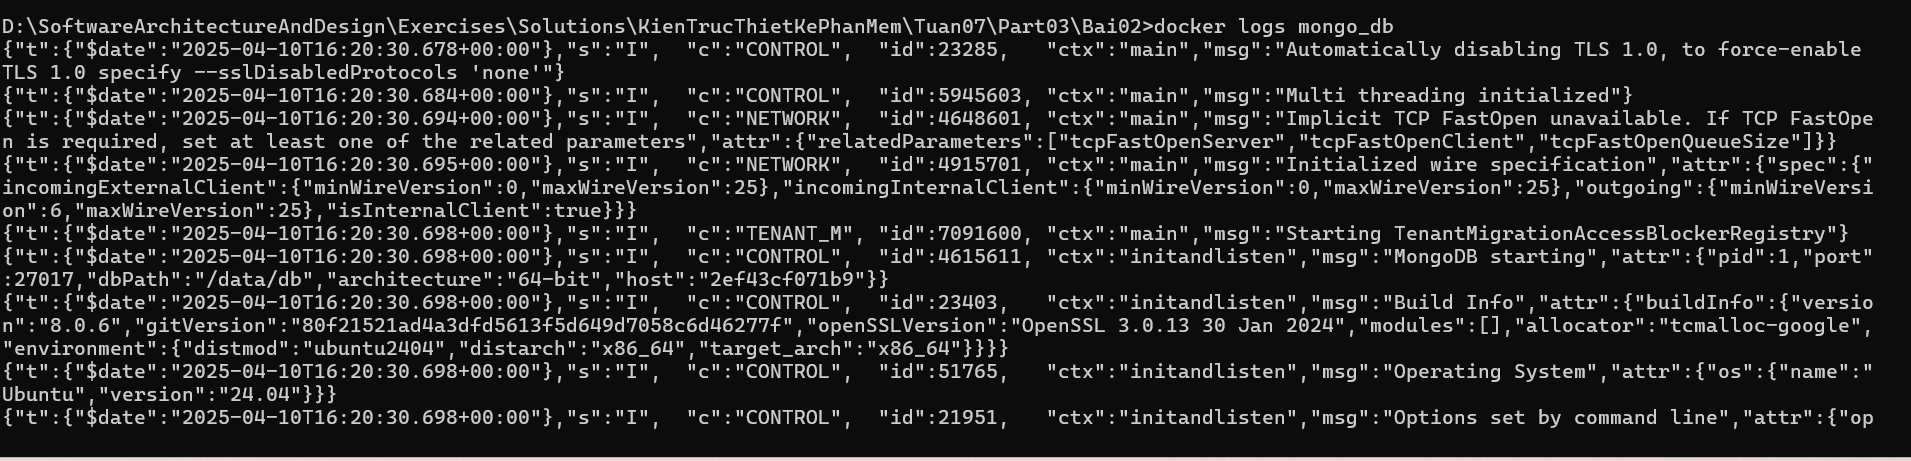 D:\SoftwareArchitectureAndDesign\Exercises\Solutions\KienTrucThietKePhanMem\Tuan07\Part03\Bai02>docker logs mongo_db
{"t":{"$date":"2025-04-10T16:20:30.678+00:00"},"s":"I",  "c":"CONTROL",  "id":23285,   "ctx":"main","msg":"Automatically disabling TLS 1.0, to force-enable
TLS 1.0 specify --sslDisabledProtocols 'none'"}
{"t":{"$date":"2025-04-10T16:20:30.684+00:00"},"s":"I",  "c":"CONTROL",  "id":5945603, "ctx":"main","msg":"Multi threading initialized"}
{"t":{"$date":"2025-04-10T16:20:30.694+00:00"},"s":"I",  "c":"NETWORK",  "id":4648601, "ctx":"main","msg":"Implicit TCP FastOpen unavailable. If TCP FastOpe
n is required, set at least one of the related parameters","attr":{"relatedParameters":["tcpFastOpenServer","tcpFastOpenClient","tcpFastOpenQueueSize"]}}
{"t":{"$date":"2025-04-10T16:20:30.695+00:00"},"s":"I",  "c":"NETWORK",  "id":4915701, "ctx":"main","msg":"Initialized wire specification","attr":{"spec":{"
incomingExternalClient":{"minWireVersion":0,"maxWireVersion":25},"incomingInternalClient":{"minWireVersion":0,"maxWireVersion":25},"outgoing":{"minWireVersi
on":6,"maxWireVersion":25},"isInternalClient":true}}}
{"t":{"$date":"2025-04-10T16:20:30.698+00:00"},"s":"I",  "c":"TENANT_M", "id":7091600, "ctx":"main","msg":"Starting TenantMigrationAccessBlockerRegistry"}
{"t":{"$date":"2025-04-10T16:20:30.698+00:00"},"s":"I",  "c":"CONTROL",  "id":4615611, "ctx":"initandlisten","msg":"MongoDB starting","attr":{"pid":1,"port"
:27017,"dbPath":"/data/db","architecture":"64-bit","host":"2ef43cf071b9"}}
{"t":{"$date":"2025-04-10T16:20:30.698+00:00"},"s":"I",  "c":"CONTROL",  "id":23403,   "ctx":"initandlisten","msg":"Build Info","attr":{"buildInfo":{"versio
n":"8.0.6","gitVersion":"80f21521ad4a3dfd5613f5d649d7058c6d46277f","openSSLVersion":"OpenSSL 3.0.13 30 Jan 2024","modules":[],"allocator":"tcmalloc-google",
"environment":{"distmod":"ubuntu2404","distarch":"x86_64","target_arch":"x86_64"}}}}
{"t":{"$date":"2025-04-10T16:20:30.698+00:00"},"s":"I",  "c":"CONTROL",  "id":51765,   "ctx":"initandlisten","msg":"Operating System","attr":{"os":{"name":"
Ubuntu","version":"24.04"}}}
{"t":{"$date":"2025-04-10T16:20:30.698+00:00"},"s":"I",  "c":"CONTROL",  "id":21951,   "ctx":"initandlisten","msg":"Options set by command line","attr":{"op